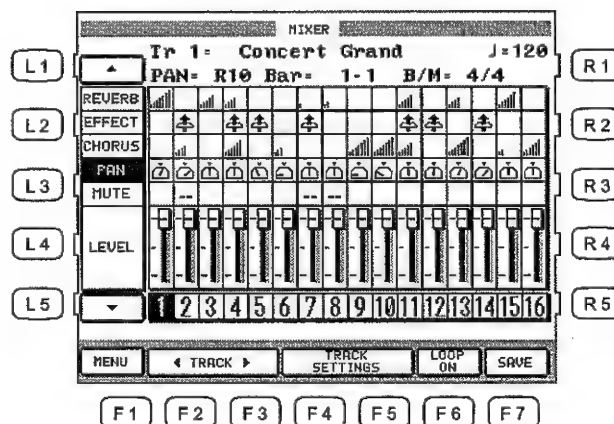 MIXER
Tr 1= Concert Grand ♩=120
PAN= R10 Bar= 1-1 B/M= 4/4
L1
R1
REVERB
EFFECT
L2
R2
CHORUS
PAN
L3
R3
MUTE
-- -- --
LEVEL
L4
R4
L5
1 2 3 4 5 6 7 8 9 10 11 12 13 14 15 16
R5
MENU ◂ TRACK ▸ TRACK SETTINGS LOOP ON SAVE
F1 F2 F3 F4 F5 F6 F7